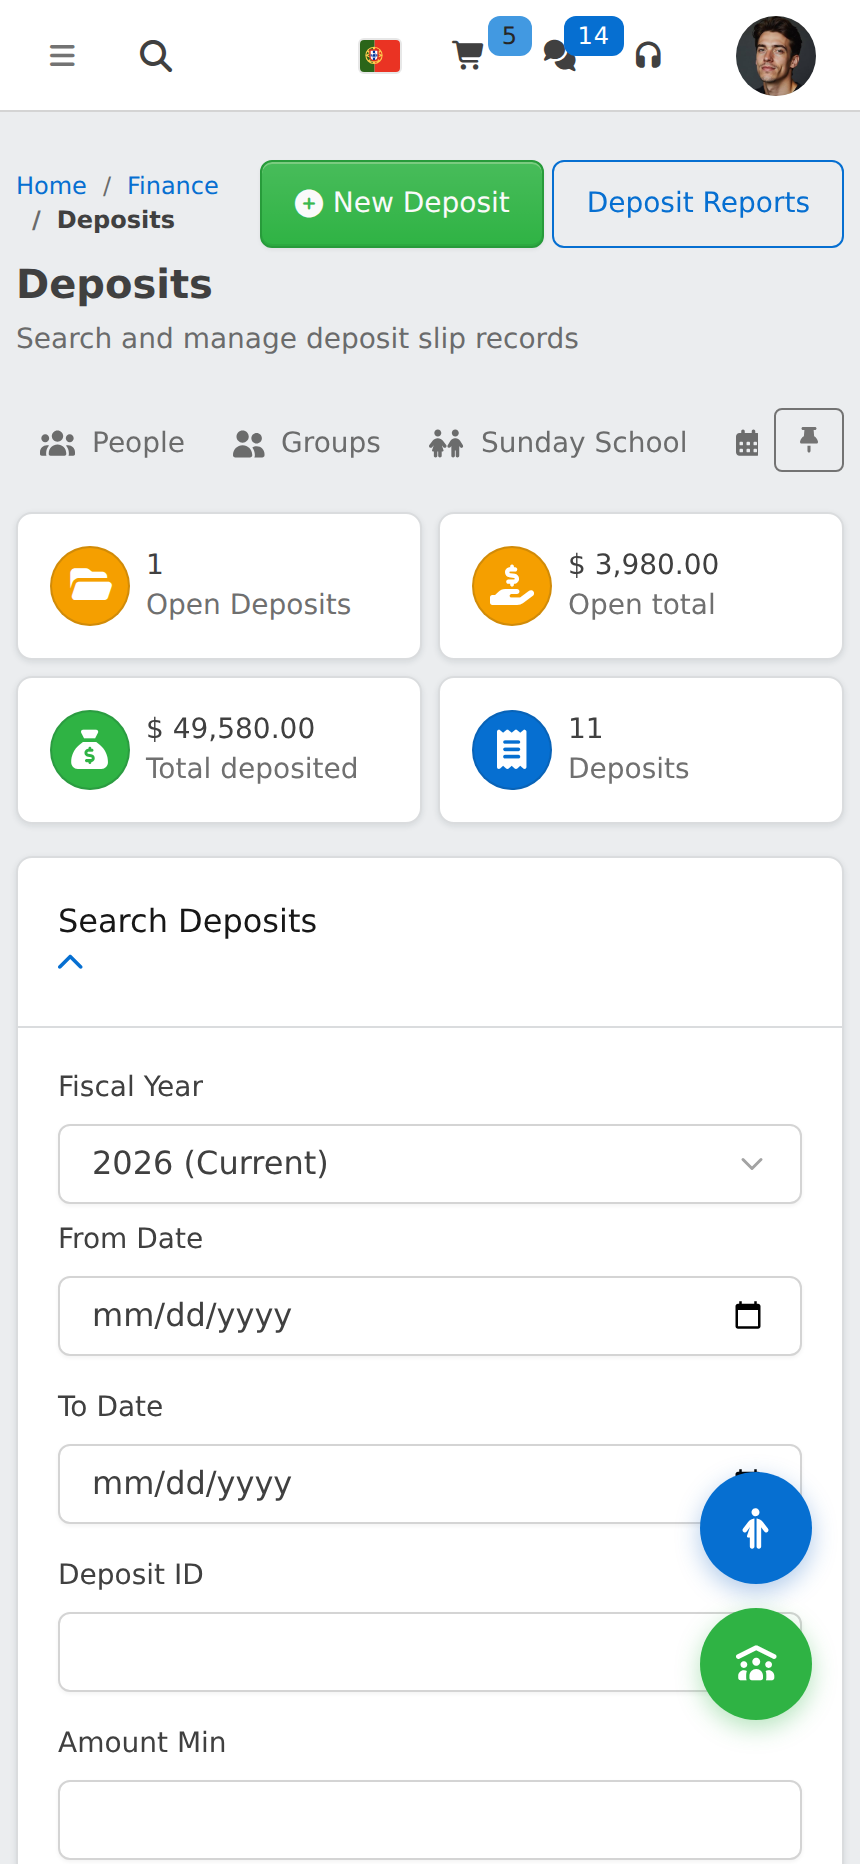 5
14
Home / Finance
/ Deposits
New Deposit
Deposit Reports
Deposits
Search and manage deposit slip records
People
Groups
Sunday School
1
Open Deposits
$ 3,980.00
Open total
$ 49,580.00
Total deposited
11
Deposits
Search Deposits
Fiscal Year
2026 (Current)
From Date
mm/dd/yyyy
To Date
mm/dd/yyyy
Deposit ID
Amount Min